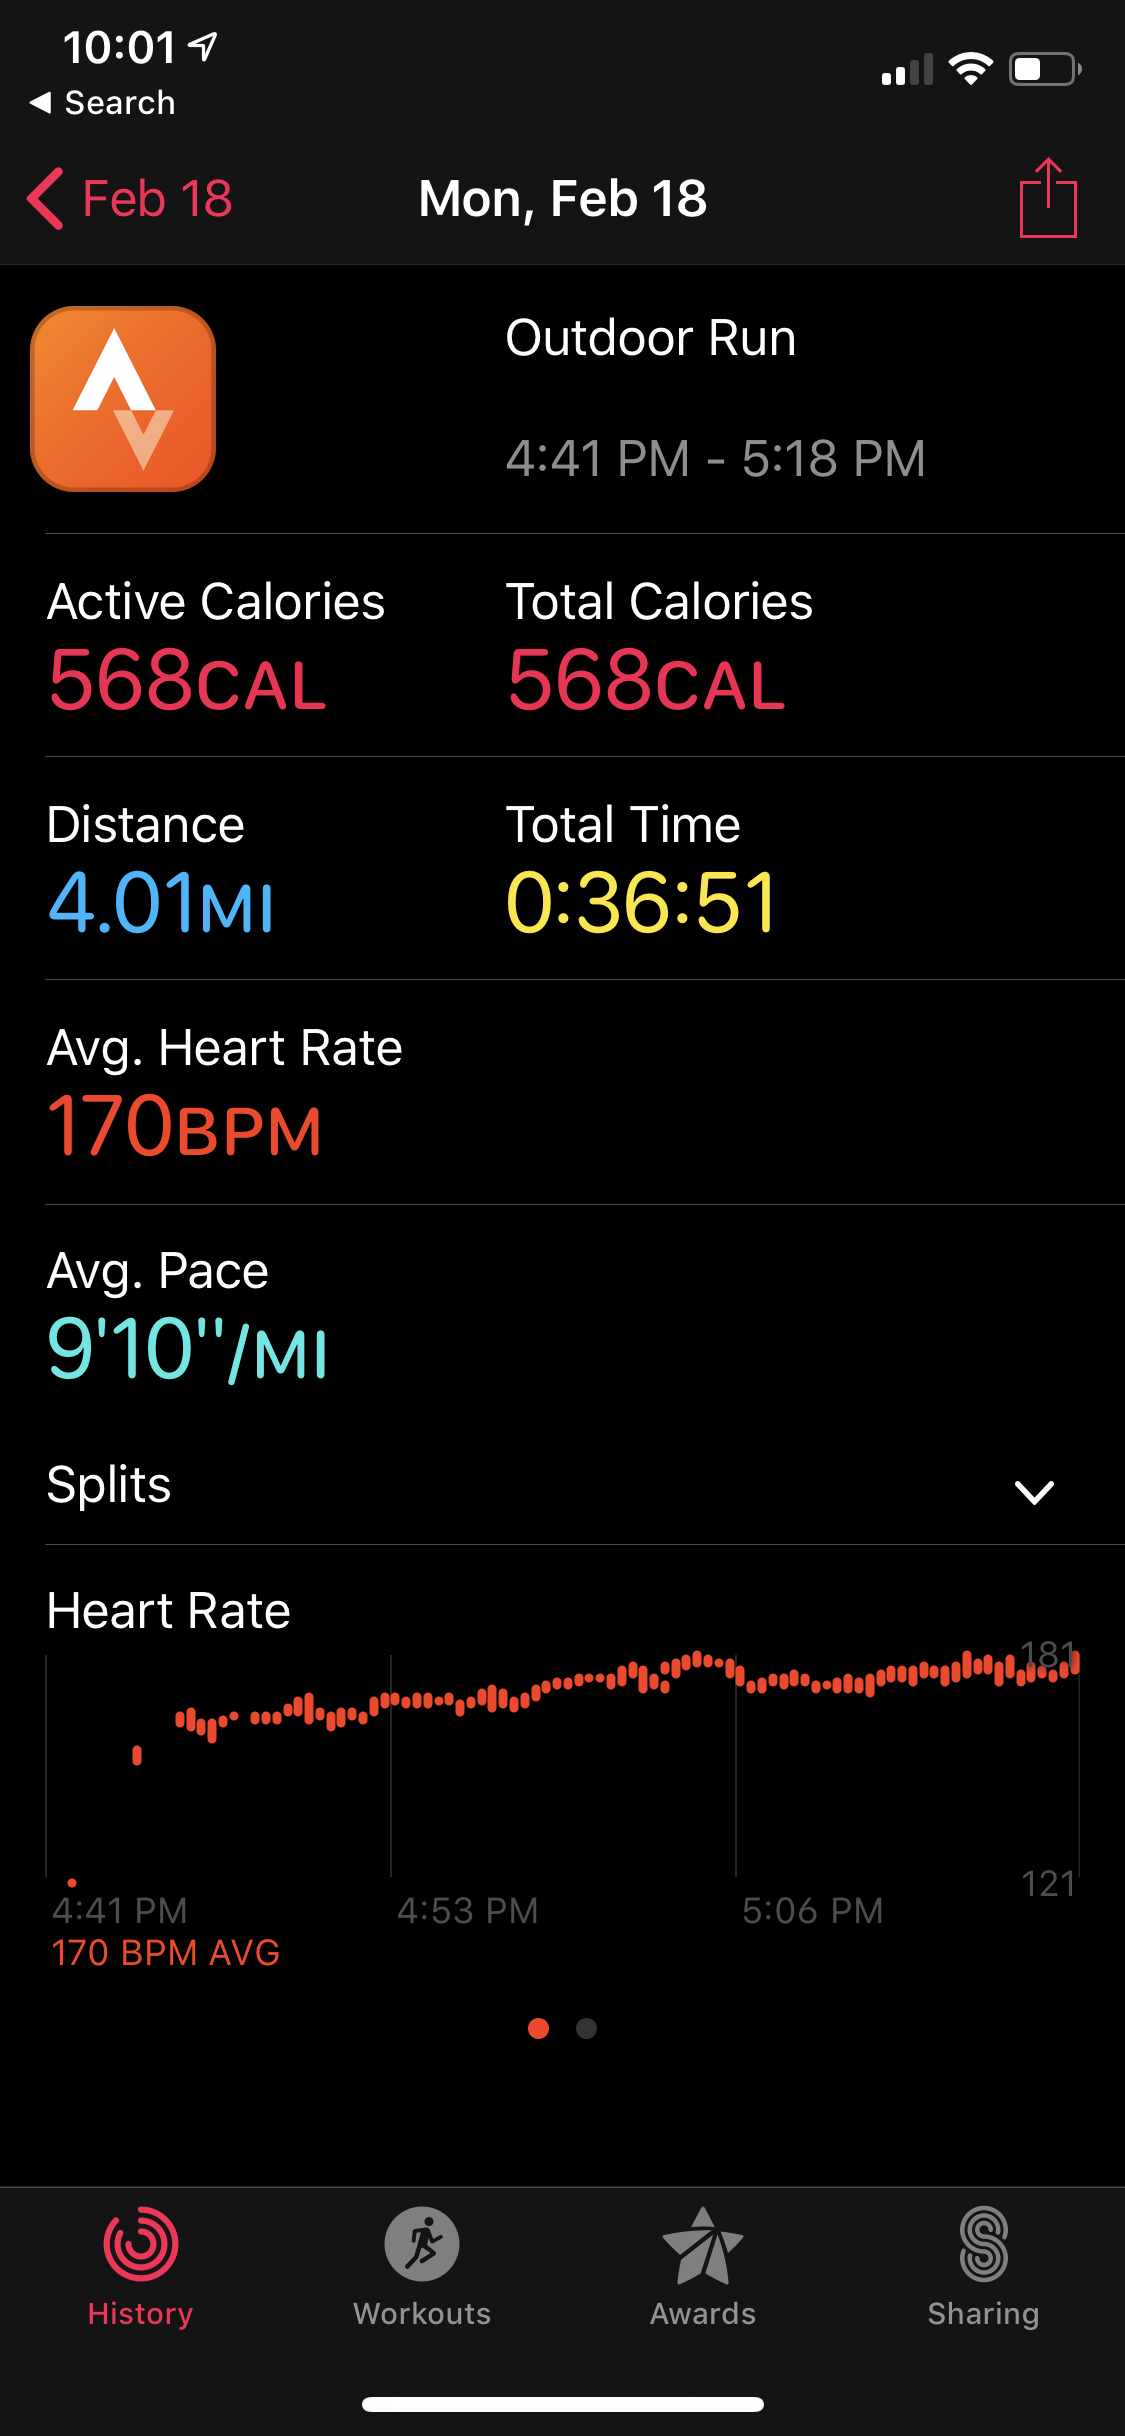 10:01
◀ Search
Feb 18
Mon, Feb 18
Outdoor Run
4:41 PM - 5:18 PM
Active Calories
Total Calories
568CAL
568CAL
Distance
Total Time
4.01MI
0:36:51
Avg. Heart Rate
170BPM
Avg. Pace
9'10''/MI
Splits
Heart Rate
181
121
4:41 PM
4:53 PM
5:06 PM
170 BPM AVG
History
Workouts
Awards
Sharing